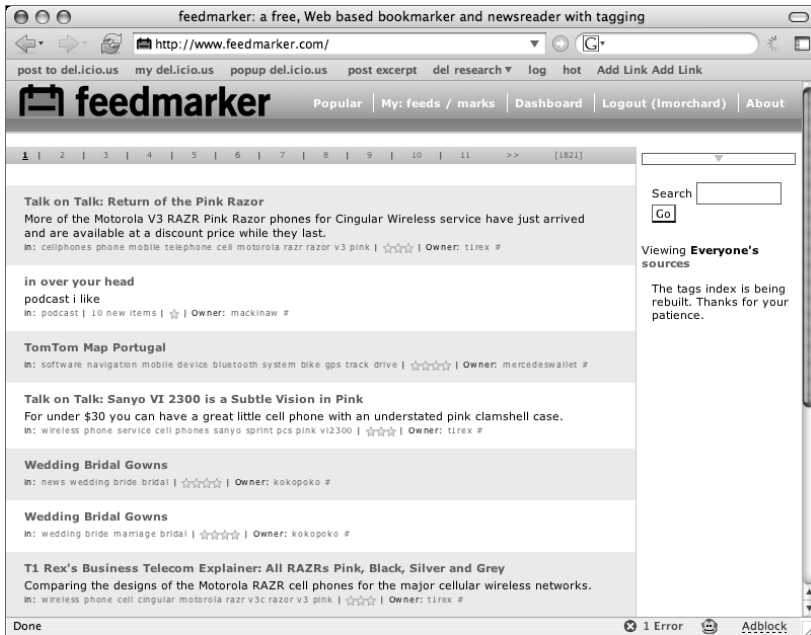 feedmarker: a free, Web based bookmarker and newsreader with tagging
http://www.feedmarker.com/
G
post to del.icio.us my del.icio.us popup del.icio.us post excerpt del research log hot Add Link Add Link
feedmarker Popular My: feeds / marks Dashboard Logout (lmorchard) About
1 | 2 | 3 | 4 | 5 | 6 | 7 | 8 | 9 | 10 | 11 >> [1821]
Talk on Talk: Return of the Pink Razor
More of the Motorola V3 RAZR Pink Razor phones for Cingular Wireless service have just arrived
and are available at a discount price while they last.
in: cellphones phone mobile telephone cell motorola razr razor v3 pink | ☆☆☆ | Owner: t1rex #
in over your head
podcast i like
in: podcast | 10 new items | ☆ | Owner: mackinaw #
TomTom Map Portugal
in: software navigation mobile device bluetooth system bike gps track drive | ☆☆☆☆ | Owner: mercedeswallet #
Talk on Talk: Sanyo VI 2300 is a Subtle Vision in Pink
For under $30 you can have a great little cell phone with an understated pink clamshell case.
in: wireless phone service cell phones sanyo sprint pcs pink vi2300 | ☆☆☆ | Owner: t1rex #
Wedding Bridal Gowns
in: news wedding bride bridal | ☆☆☆☆ | Owner: kokopoko #
Wedding Bridal Gowns
in: wedding bride marriage bridal | ☆☆☆☆ | Owner: kokopoko #
T1 Rex's Business Telecom Explainer: All RAZRs Pink, Black, Silver and Grey
Comparing the designs of the Motorola RAZR cell phones for the major cellular wireless networks.
in: wireless phone cell cingular motorola razr v3c razor v3 pink | ☆☆☆ | Owner: t1rex #
Search
Go
Viewing Everyone's
sources
The tags index is being
rebuilt. Thanks for your
patience.
Done 1 Error Adblock